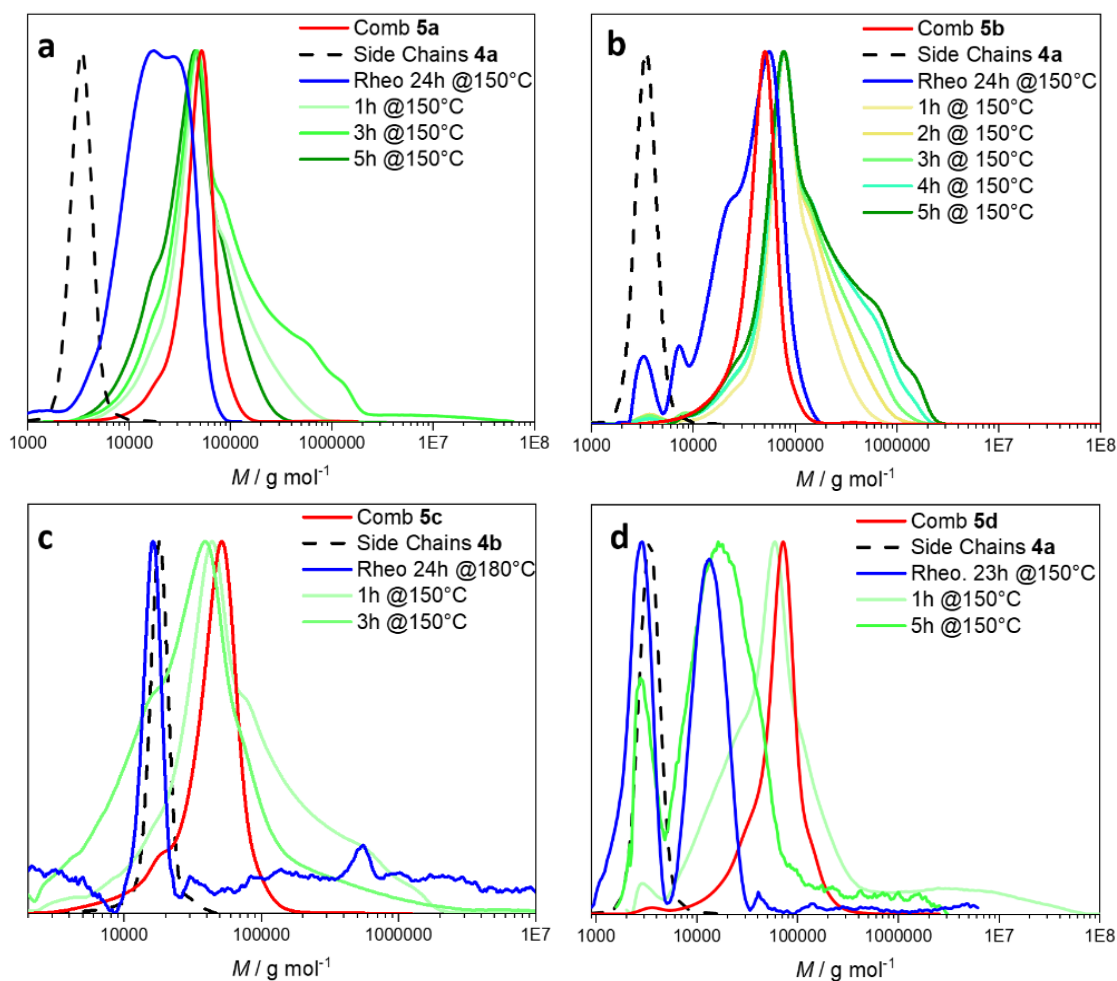 a
Comb 5a
Side Chains 4a
Rheo 24h @150°C
1h @150°C
3h @150°C
5h @150°C
1000 10000 100000 1000000 1E7 1E8
M / g mol⁻¹
b
Comb 5b
Side Chains 4a
Rheo 24h @150°C
1h @ 150°C
2h @ 150°C
3h @ 150°C
4h @ 150°C
5h @ 150°C
1000 10000 100000 1000000 1E7 1E8
M / g mol⁻¹
c
Comb 5c
Side Chains 4b
Rheo 24h @180°C
1h @150°C
3h @150°C
10000 100000 1000000 1E7
M / g mol⁻¹
d
Comb 5d
Side Chains 4a
Rheo. 23h @150°C
1h @150°C
5h @150°C
1000 10000 100000 1000000 1E7 1E8
M / g mol⁻¹